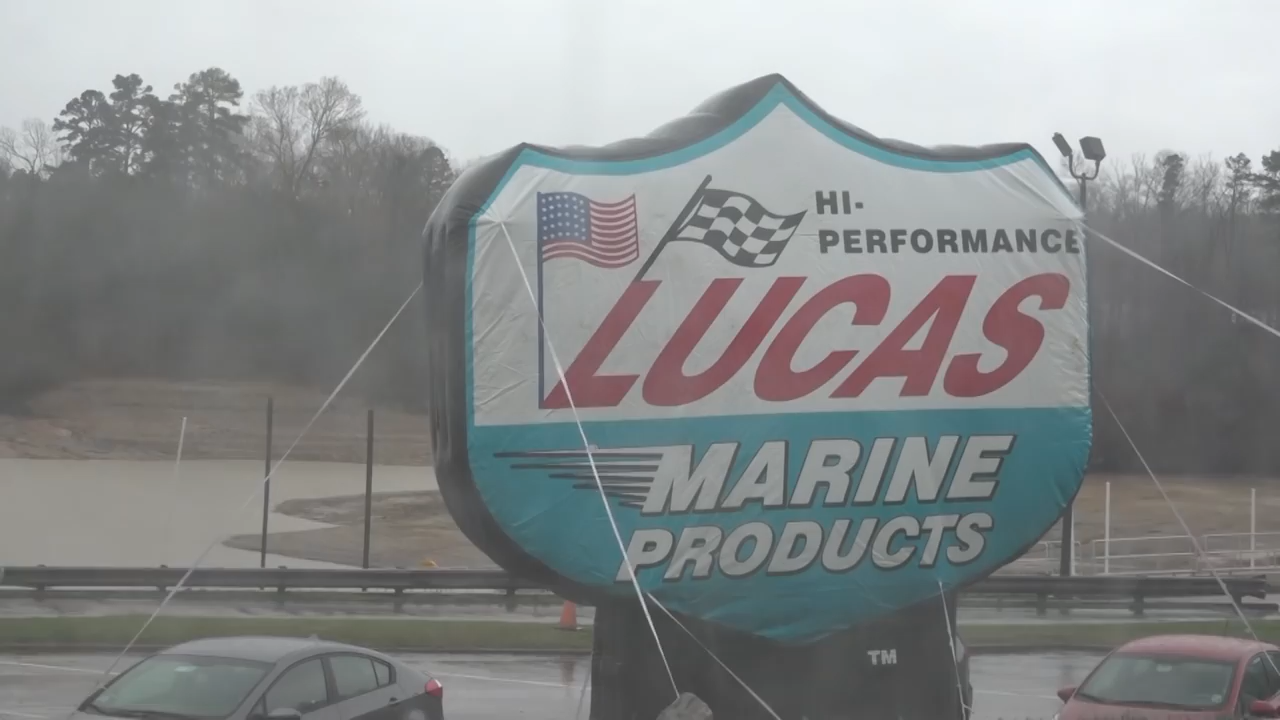 HI-
PERFORMANCE
LUCAS
MARINE
PRODUCTS
TM